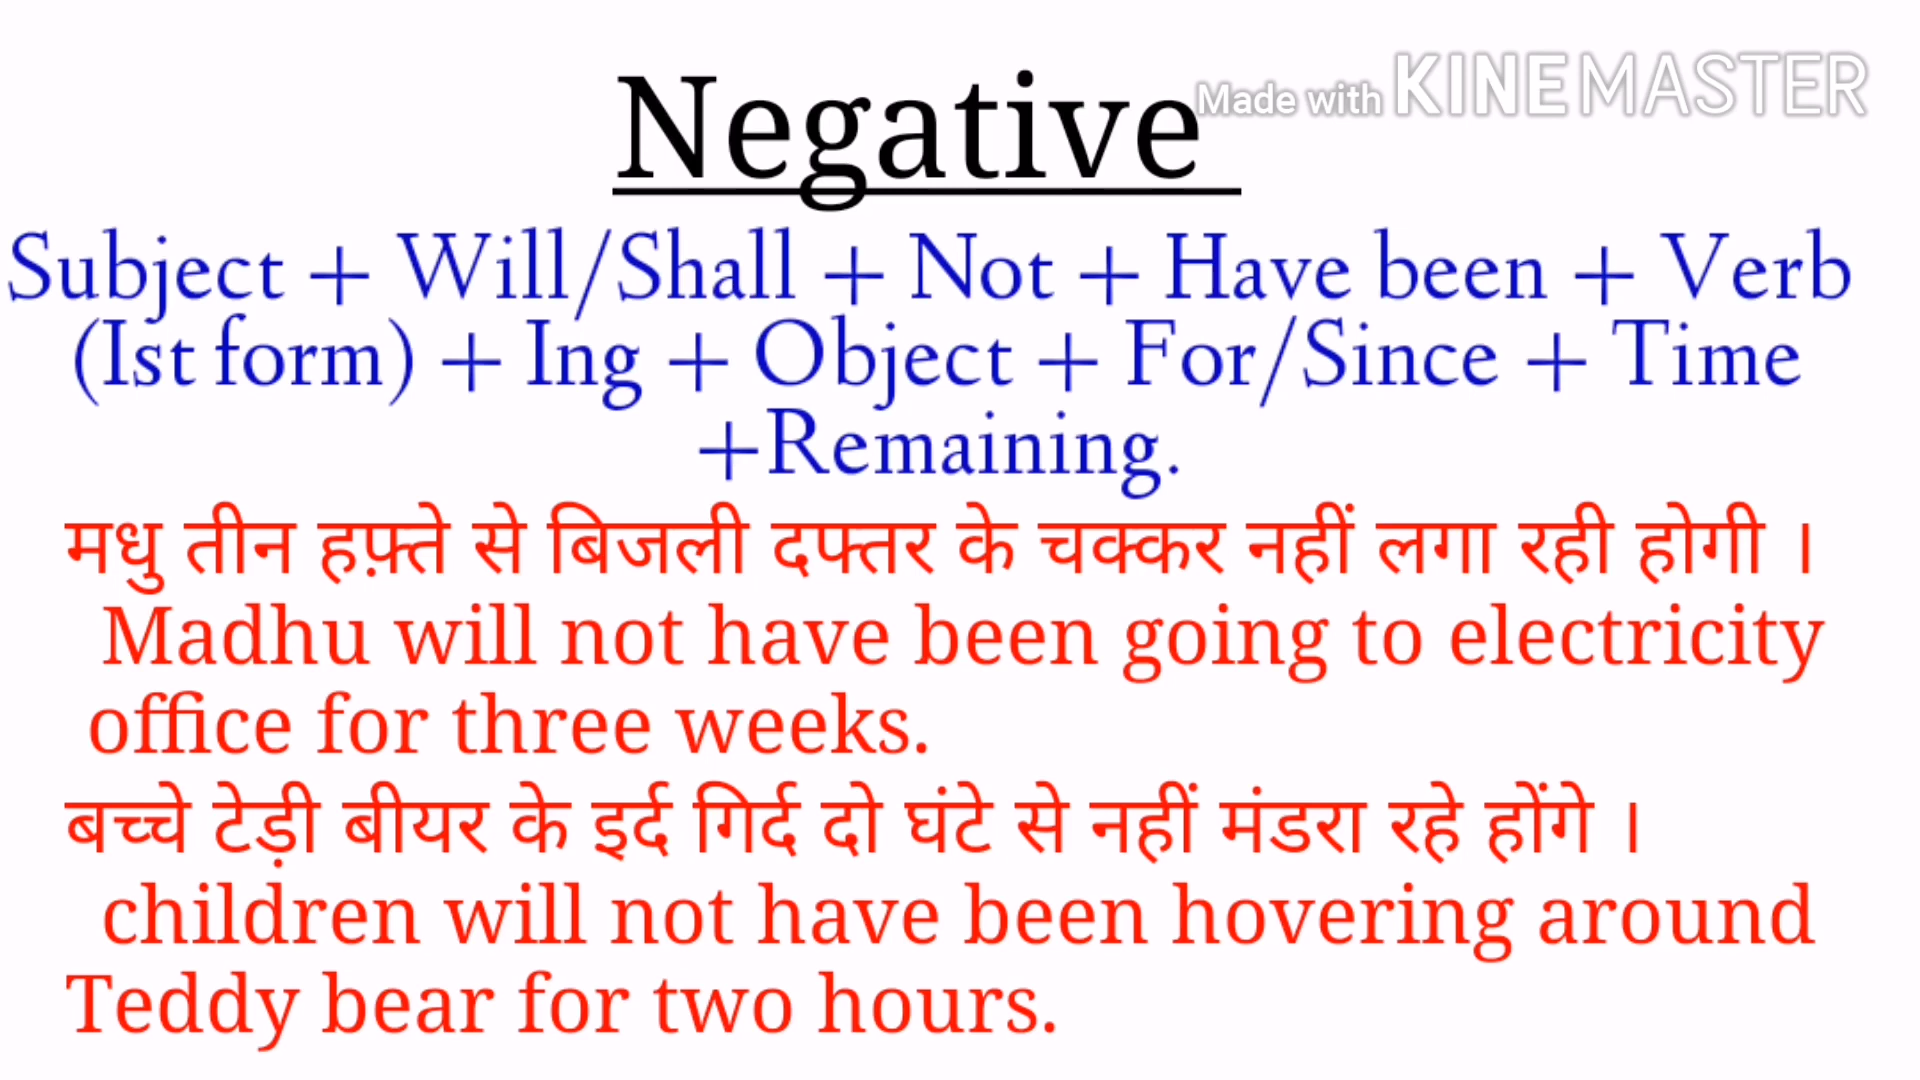 Negative
Made with KINEMASTER
Subject + Will/Shall + Not + Have been + Verb
(Ist form) + Ing + Object + For/Since + Time
+Remaining.
मधु तीन हफ़्ते से बिजली दफ्तर के चक्कर नहीं लगा रही होगी ।
Madhu will not have been going to electricity
office for three weeks.
बच्चे टेड़ी बीयर के इर्द गिर्द दो घंटे से नहीं मंडरा रहे होंगे ।
children will not have been hovering around
Teddy bear for two hours.